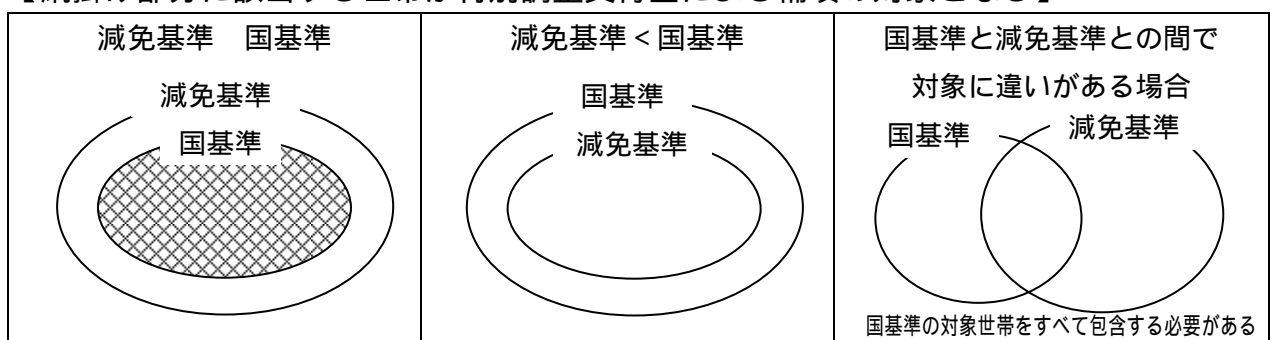 減免基準　国基準
減免基準
国基準
減免基準 < 国基準
国基準
減免基準
国基準と減免基準との間で
対象に違いがある場合
国基準
減免基準
国基準の対象世帯をすべて包含する必要がある